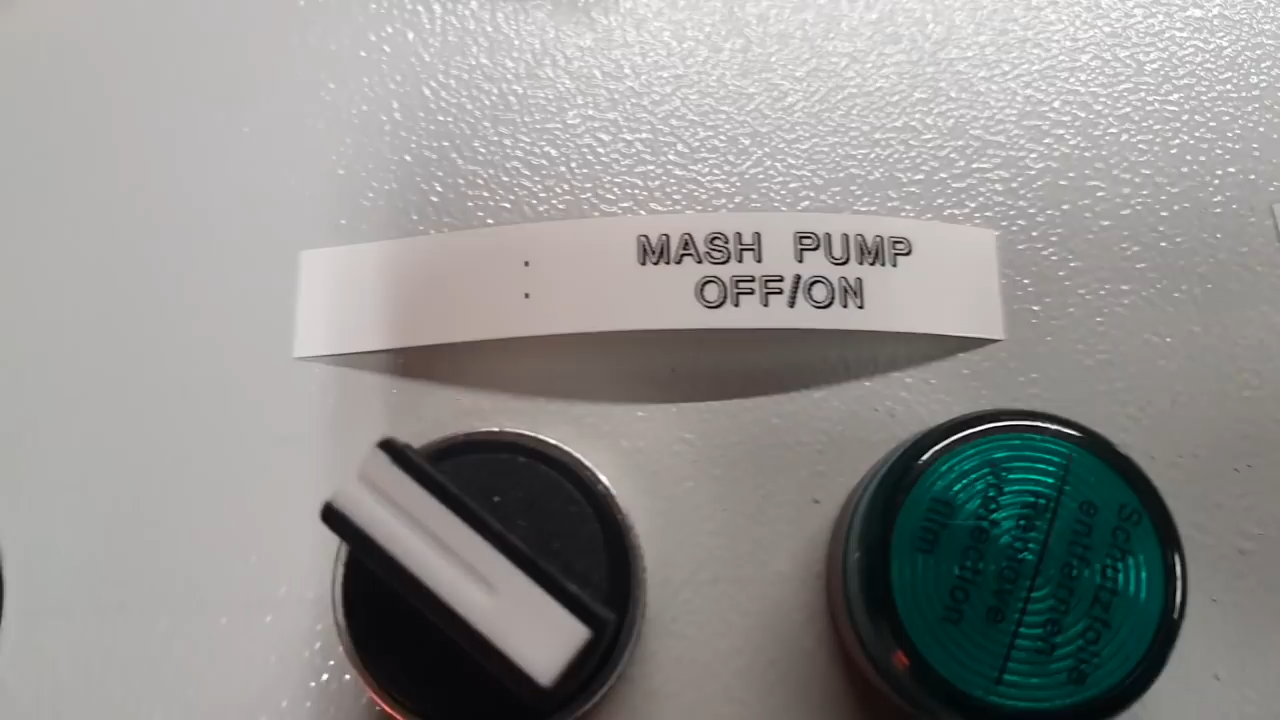 MASH PUMP
OFF/ON
Schutzfolie
entfernen
Remove
protection
film